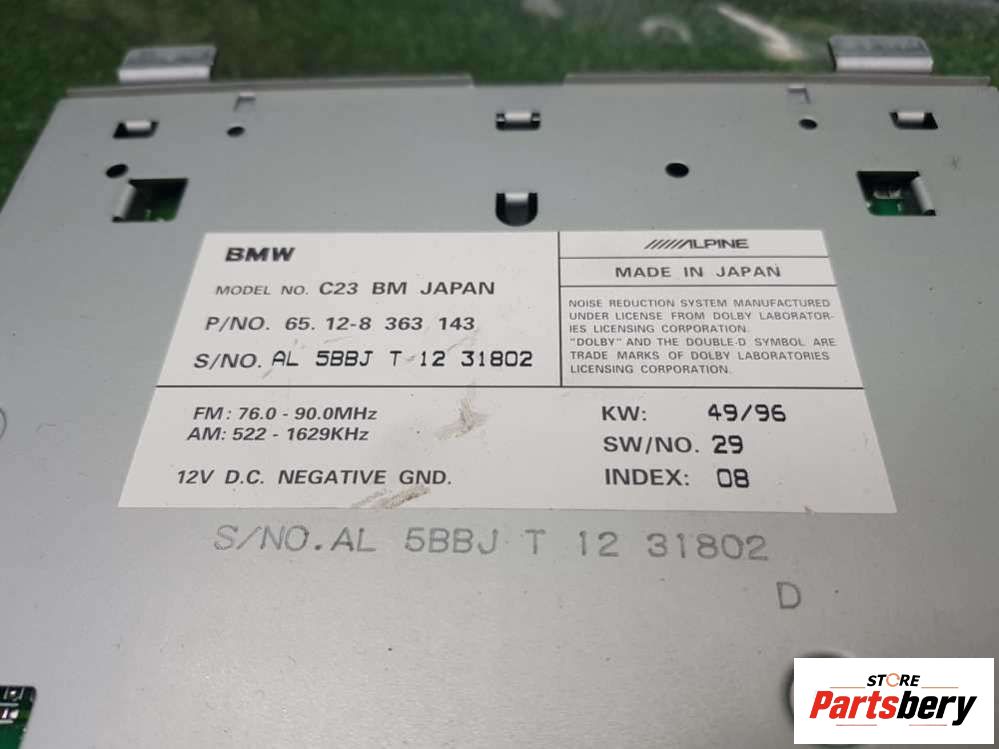 BMW
MODEL NO. C23 BM JAPAN
P/NO. 65. 12-8 363 143
S/NO. AL 5BBJ T 12 31802
ALPINE
MADE IN JAPAN
NOISE REDUCTION SYSTEM MANUFACTURED
UNDER LICENSE FROM DOLBY LABORATOR-
IES LICENSING CORPORATION.
"DOLBY" AND THE DOUBLE-D SYMBOL ARE
TRADE MARKS OF DOLBY LABORATORIES
LICENSING CORPORATION.
FM: 76.0 - 90.0MHz
AM: 522 - 1629KHz
12V D.C. NEGATIVE GND.
KW: 49/96
SW/NO. 29
INDEX: 08
S/NO. AL 5BBJ T 12 31802
D
STORE
Partsbery